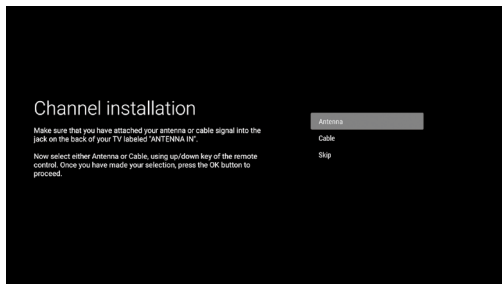 Channel installation
Make sure that you have attached your antenna or cable signal into the
jack on the back of your TV labeled "ANTENNA IN".
Now select either Antenna or Cable, using up/down key of the remote
control. Once you have made your selection, press the OK button to
proceed.
Antenna
Cable
Skip